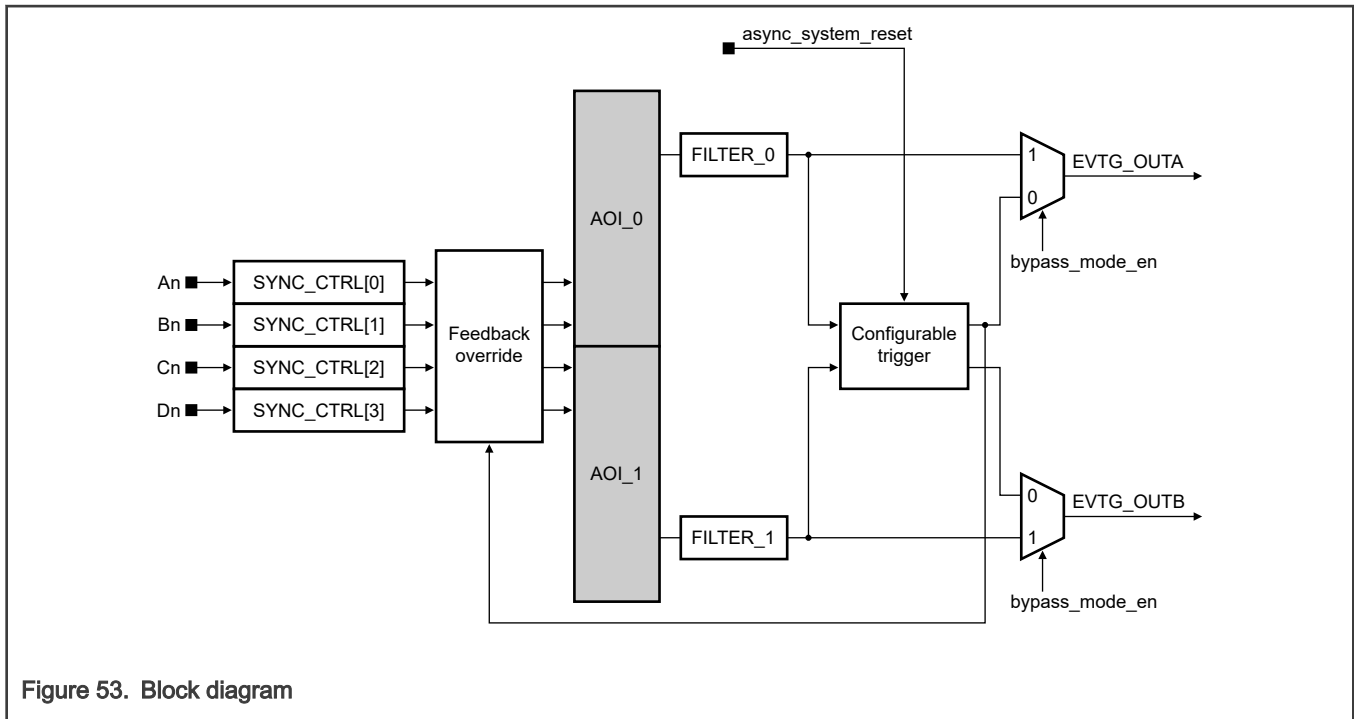 async_system_reset
FILTER_0
1
EVTG_OUTA
0
AOI_0
bypass_mode_en
An
SYNC_CTRL[0]
Bn
SYNC_CTRL[1]
Feedback
override
Configurable
trigger
Cn
SYNC_CTRL[2]
Dn
SYNC_CTRL[3]
AOI_1
0
EVTG_OUTB
FILTER_1
1
bypass_mode_en
Figure 53. Block diagram